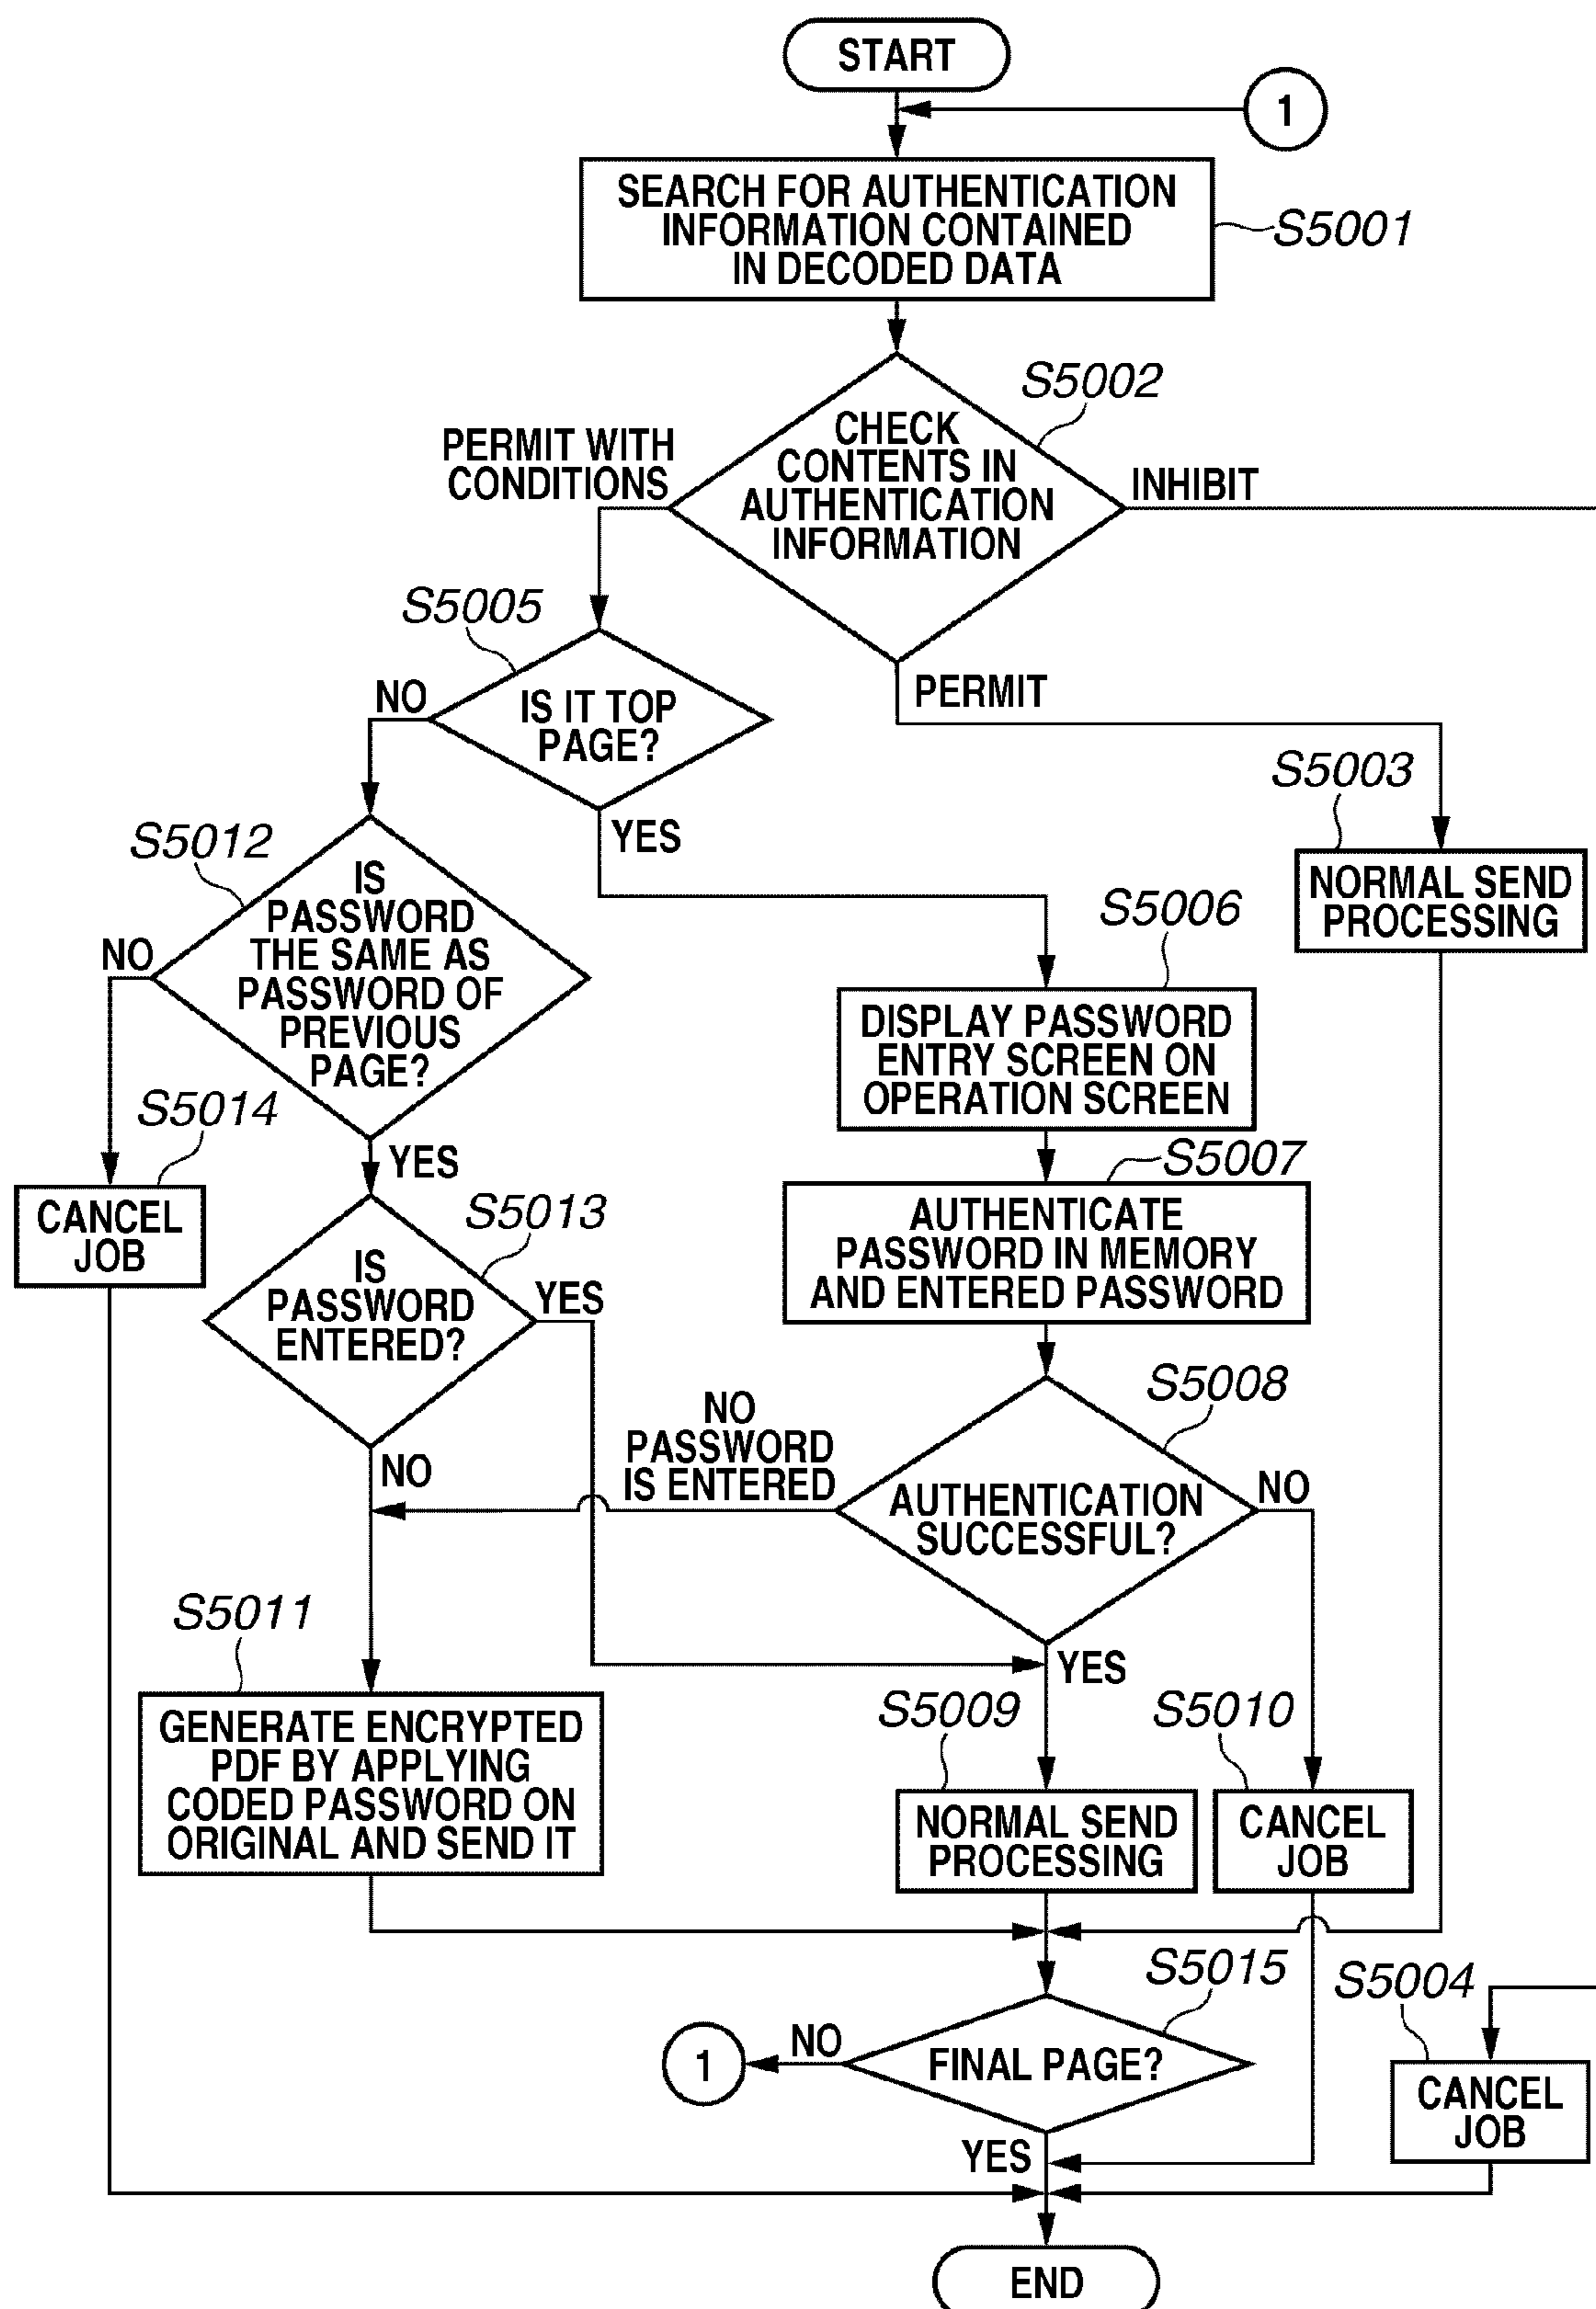 START
1
SEARCH FOR AUTHENTICATION
INFORMATION CONTAINED
IN DECODED DATA
S5001
S5002
CHECK
CONTENTS IN
AUTHENTICATION
INFORMATION
PERMIT WITH
CONDITIONS
INHIBIT
PERMIT
S5005
IS IT TOP
PAGE?
NO
YES
S5003
NORMAL SEND
PROCESSING
S5012
IS
PASSWORD
THE SAME AS
PASSWORD OF
PREVIOUS
PAGE?
NO
YES
S5006
DISPLAY PASSWORD
ENTRY SCREEN ON
OPERATION SCREEN
S5014
CANCEL
JOB
S5007
AUTHENTICATE
PASSWORD IN MEMORY
AND ENTERED PASSWORD
S5013
IS
PASSWORD
ENTERED?
YES
NO
S5008
AUTHENTICATION
SUCCESSFUL?
NO
PASSWORD
IS ENTERED
NO
YES
S5011
GENERATE ENCRYPTED
PDF BY APPLYING
CODED PASSWORD ON
ORIGINAL AND SEND IT
S5009
NORMAL SEND
PROCESSING
S5010
CANCEL
JOB
S5015
FINAL PAGE?
NO
1
YES
S5004
CANCEL
JOB
END